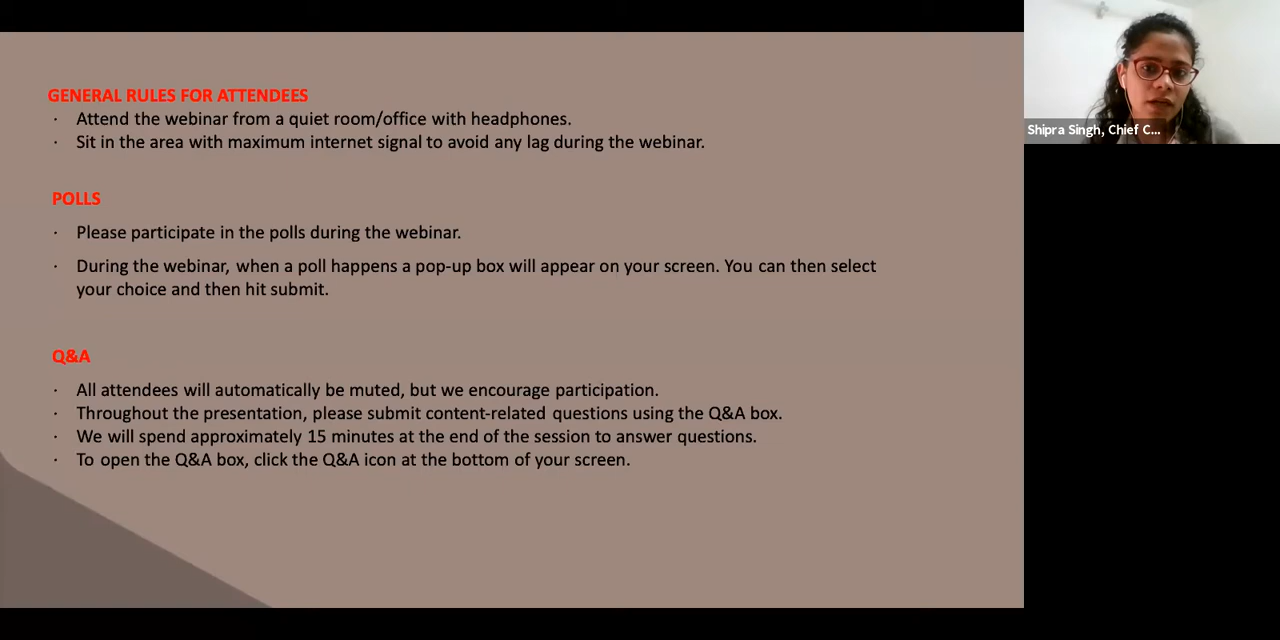 GENERAL RULES FOR ATTENDEES
· Attend the webinar from a quiet room/office with headphones.
· Sit in the area with maximum internet signal to avoid any lag during the webinar.
POLLS
· Please participate in the polls during the webinar.
· During the webinar, when a poll happens a pop-up box will appear on your screen. You can then select
your choice and then hit submit.
Q&A
· All attendees will automatically be muted, but we encourage participation.
· Throughout the presentation, please submit content-related questions using the Q&A box.
· We will spend approximately 15 minutes at the end of the session to answer questions.
· To open the Q&A box, click the Q&A icon at the bottom of your screen.
Shipra Singh, Chief C...